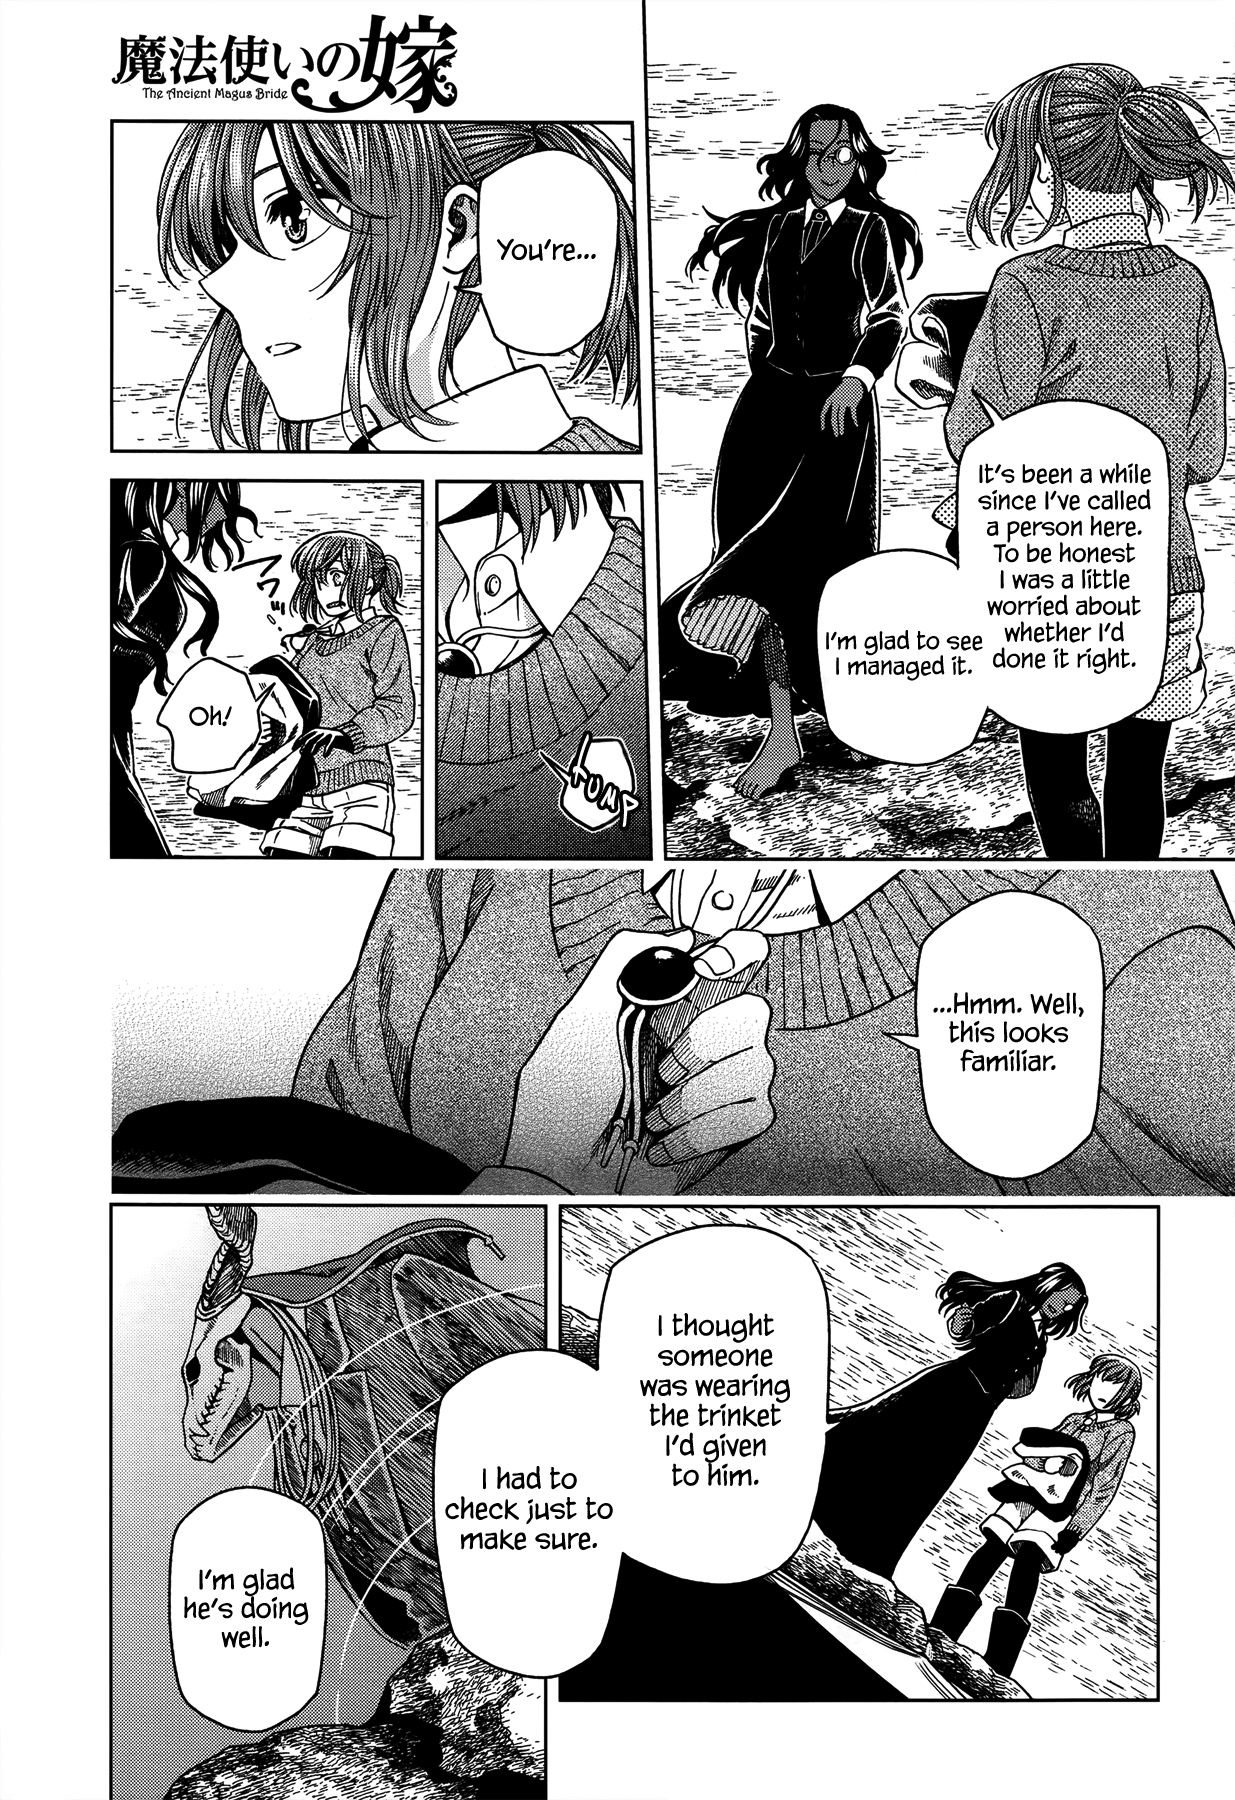 魔法使いの嫁
The Ancient Magus Bride
It's been a while
since I've called
a person here.
To be honest
I was a little
worried about
whether I'd
done it right.
I'm glad to see
I managed it.
You're...
TUMP
Oh!
...Hmm. Well,
this looks
familiar.
I thought
someone
was wearing
the trinket
I'd given
to him.
I had to
check just to
make sure.
I'm glad
he's doing
well.